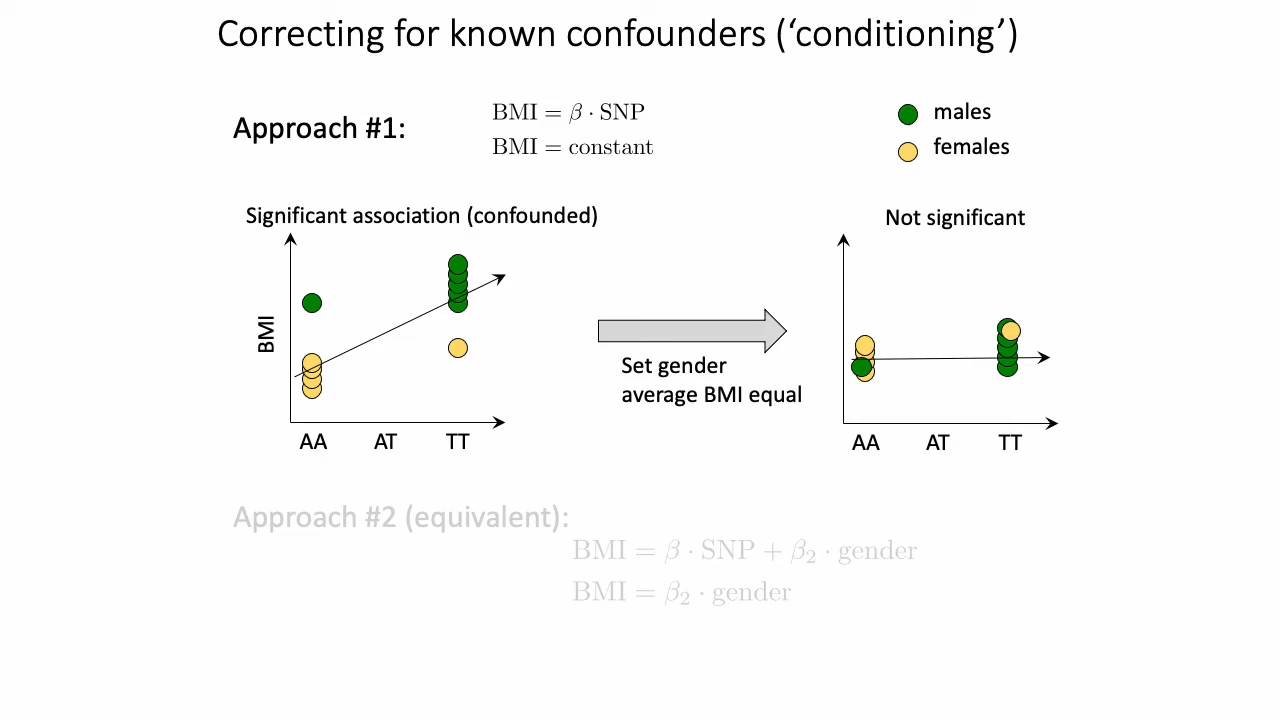 Correcting for known confounders (‘conditioning’)
Approach #1:
BMI = β · SNP
BMI = constant
males
females
Significant association (confounded)
BMI
AA AT TT
Set gender
average BMI equal
Not significant
AA AT TT
Approach #2 (equivalent):
BMI = β · SNP + β₂ · gender
BMI = β₂ · gender